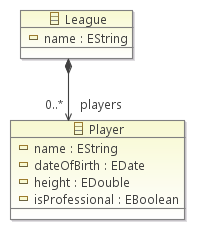 League
name : EString
0..* players
Player
name : EString
dateOfBirth : EDate
height : EDouble
isProfessional : EBoolean